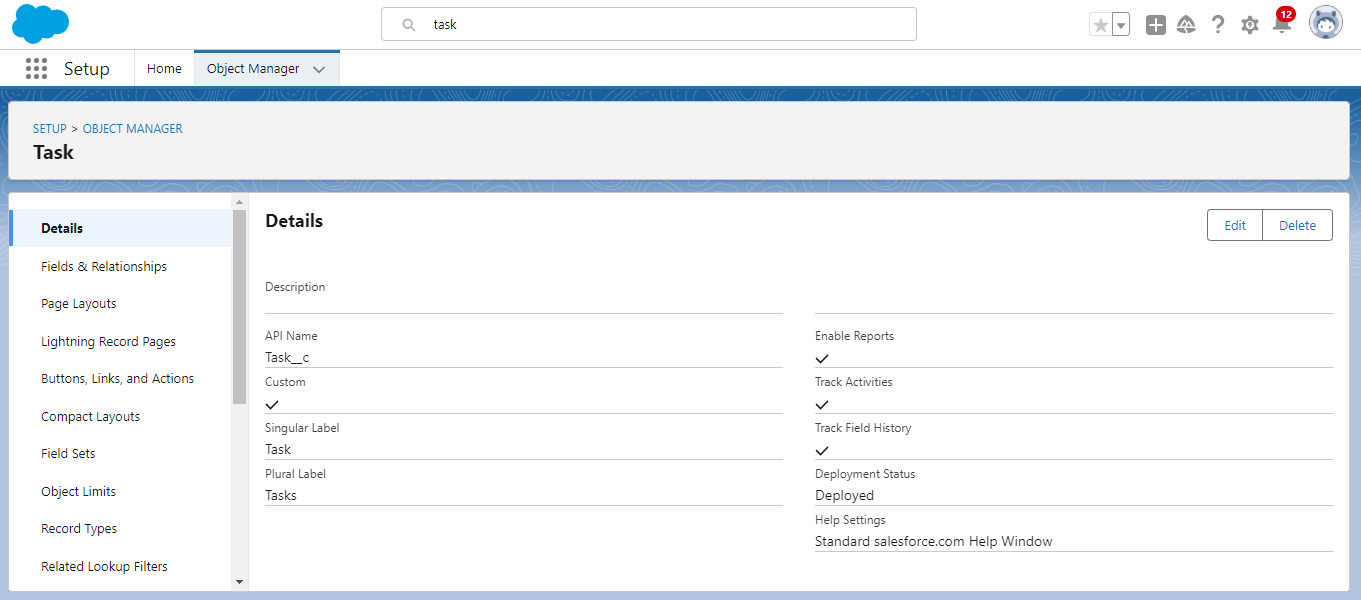 task
12
Setup
Home
Object Manager
SETUP > OBJECT MANAGER
Task
Details
Fields & Relationships
Page Layouts
Lightning Record Pages
Buttons, Links, and Actions
Compact Layouts
Field Sets
Object Limits
Record Types
Related Lookup Filters
Details
Edit
Delete
Description
API Name
Task__c
Custom
Singular Label
Task
Plural Label
Tasks
Enable Reports
Track Activities
Track Field History
Deployment Status
Deployed
Help Settings
Standard salesforce.com Help Window